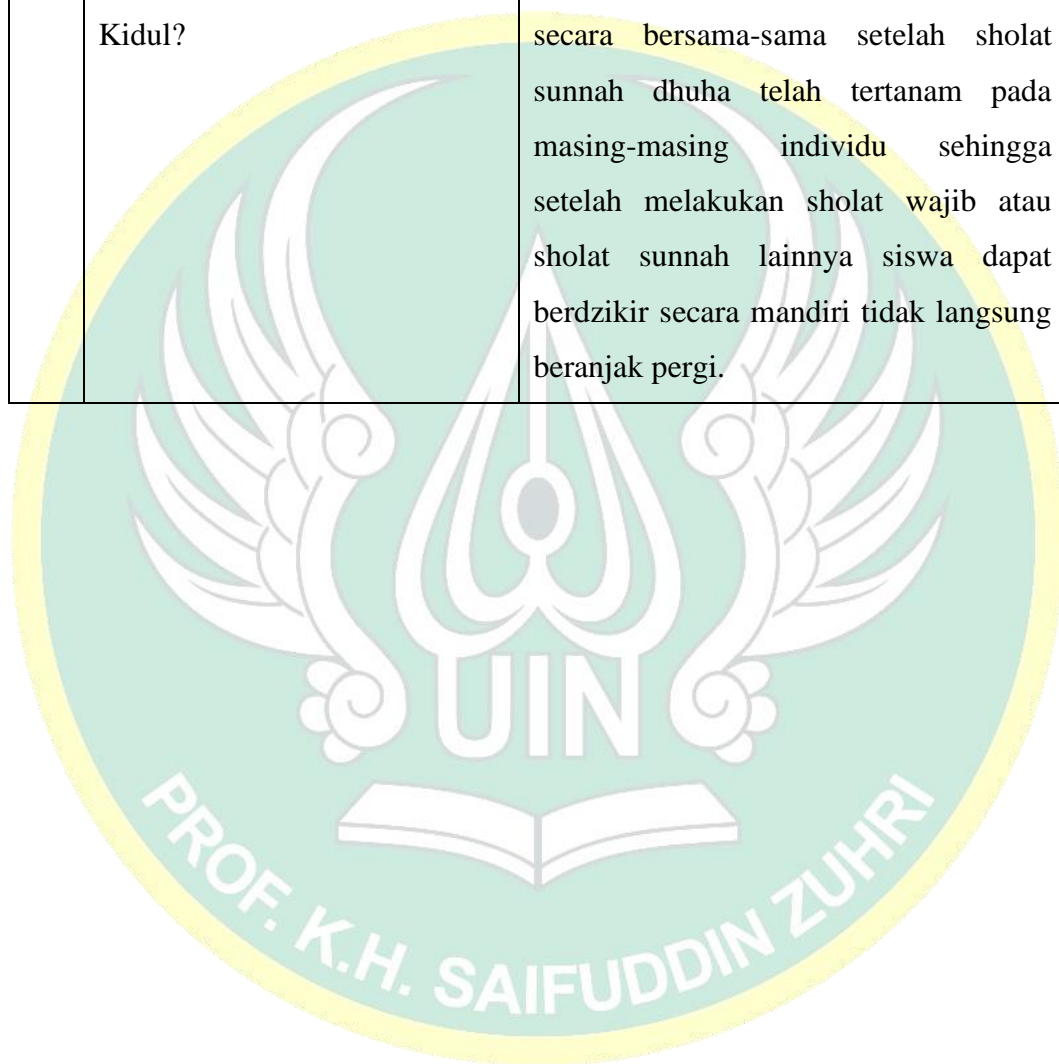 Kidul?
secara bersama-sama setelah sholat
sunnah dhuha telah tertanam pada
masing-masing individu sehingga
setelah melakukan sholat wajib atau
sholat sunnah lainnya siswa dapat
berdzikir secara mandiri tidak langsung
beranjak pergi.
UIN
PROF. K.H. SAIFUDDIN ZUHRI